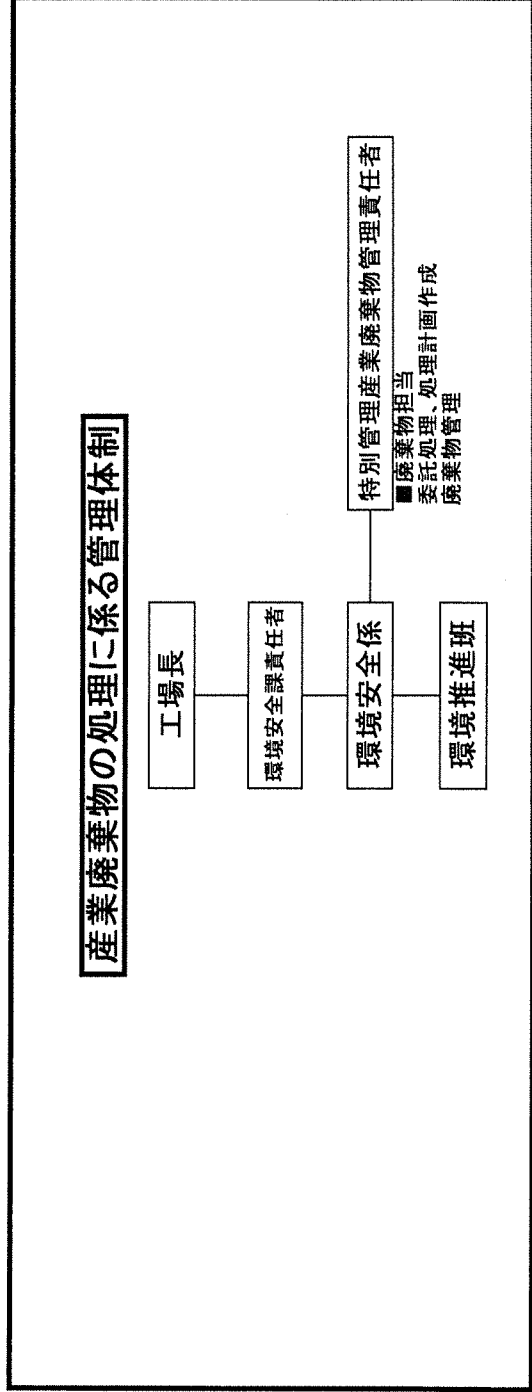 産業廃棄物の処理に係る管理体制
工場長
環境安全課責任者
環境安全係
特別管理産業廃棄物管理責任者
■廃棄物担当
委託処理、処理計画作成
廃棄物管理
環境推進班